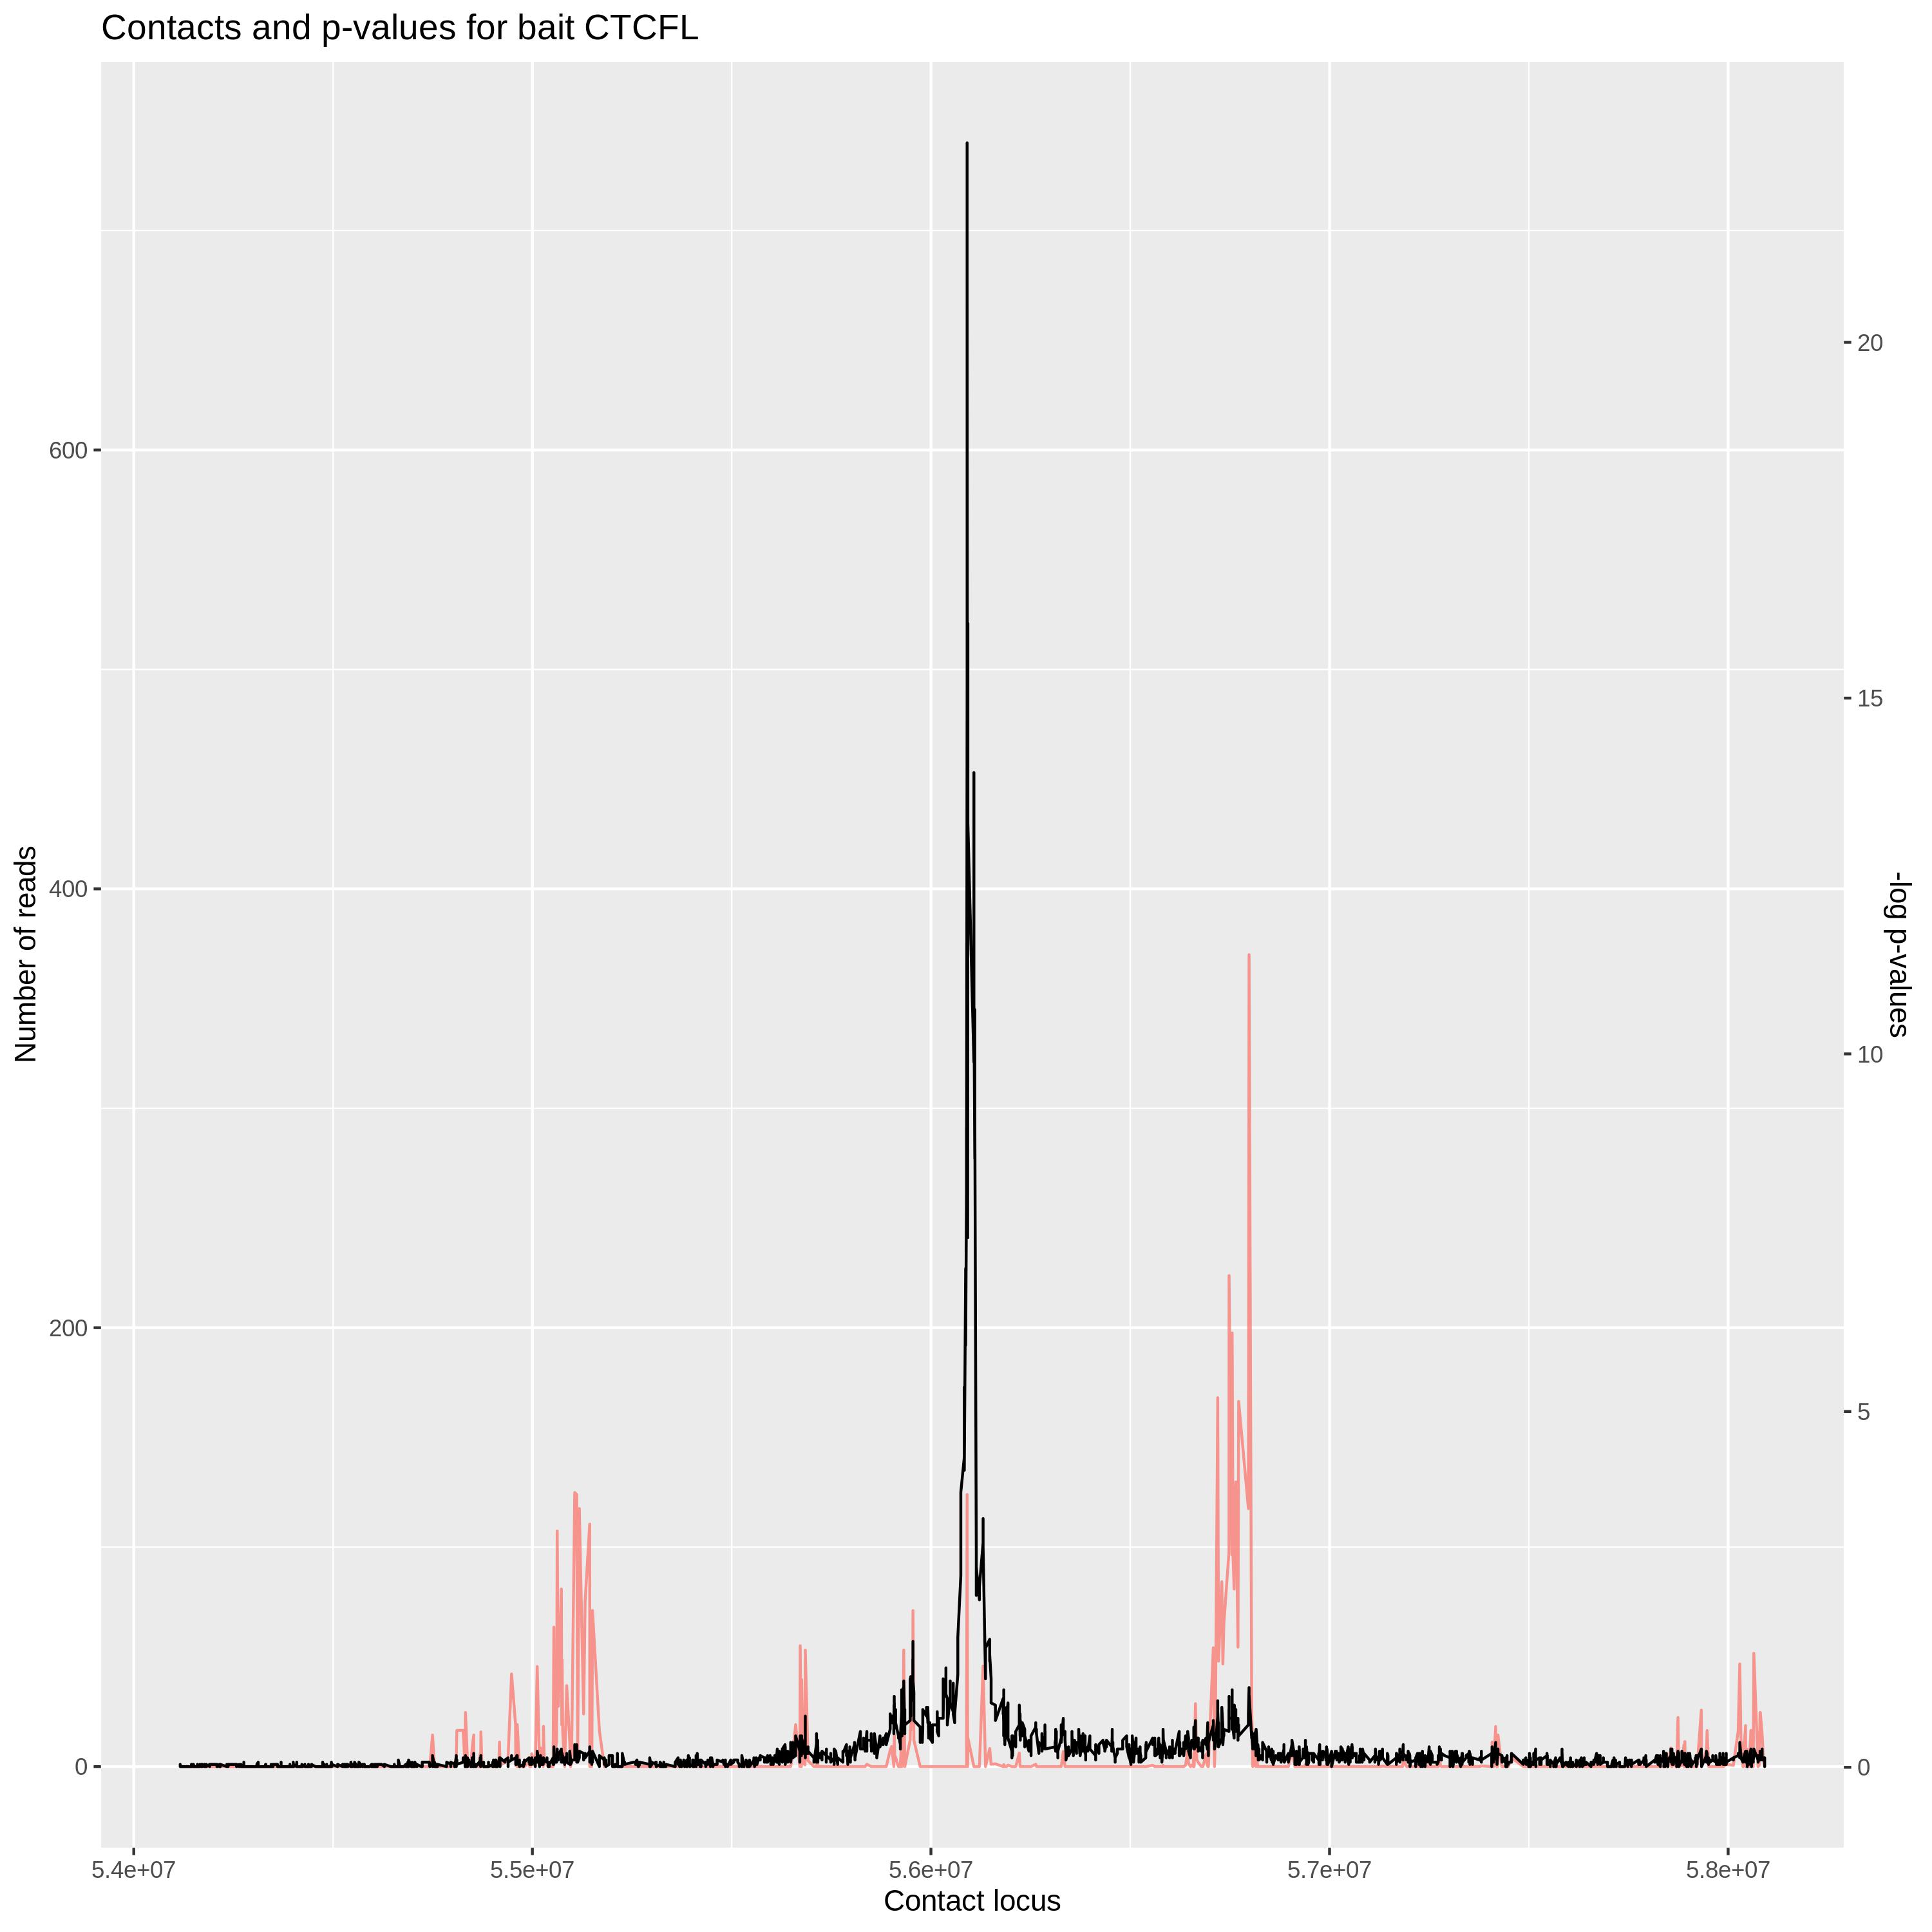 Contacts and p-values for bait CTCFL
Number of reads
600
400
200
0
20
15
10
5
0
-log p-values
5.4e+07
5.5e+07
5.6e+07
5.7e+07
5.8e+07
Contact locus